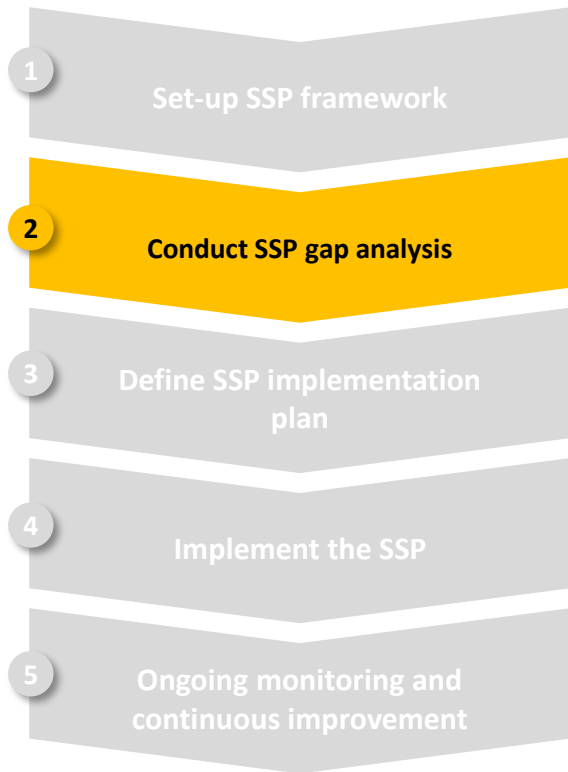 1
Set-up SSP framework
2
Conduct SSP gap analysis
3
Define SSP implementation
plan
4
Implement the SSP
5
Ongoing monitoring and
continuous improvement